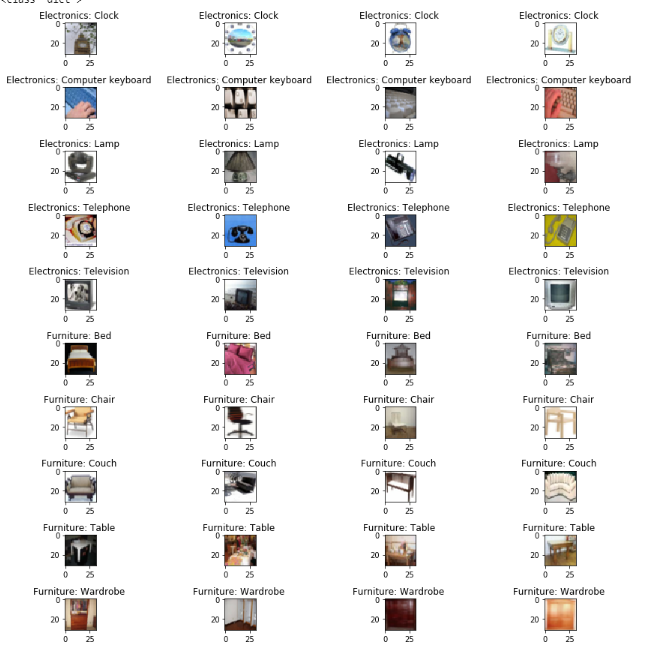 <class 'dict'>
Electronics: Clock Electronics: Clock Electronics: Clock Electronics: Clock
0 0 0 0
20 20 20 20
0 25 0 25 0 25 0 25
Electronics: Computer keyboard Electronics: Computer keyboard Electronics: Computer keyboard Electronics: Computer keyboard
0 0 0 0
20 20 20 20
0 25 0 25 0 25 0 25
Electronics: Lamp Electronics: Lamp Electronics: Lamp Electronics: Lamp
0 0 0 0
20 20 20 20
0 25 0 25 0 25 0 25
Electronics: Telephone Electronics: Telephone Electronics: Telephone Electronics: Telephone
0 0 0 0
20 20 20 20
0 25 0 25 0 25 0 25
Electronics: Television Electronics: Television Electronics: Television Electronics: Television
0 0 0 0
20 20 20 20
0 25 0 25 0 25 0 25
Furniture: Bed Furniture: Bed Furniture: Bed Furniture: Bed
0 0 0 0
20 20 20 20
0 25 0 25 0 25 0 25
Furniture: Chair Furniture: Chair Furniture: Chair Furniture: Chair
0 0 0 0
20 20 20 20
0 25 0 25 0 25 0 25
Furniture: Couch Furniture: Couch Furniture: Couch Furniture: Couch
0 0 0 0
20 20 20 20
0 25 0 25 0 25 0 25
Furniture: Table Furniture: Table Furniture: Table Furniture: Table
0 0 0 0
20 20 20 20
0 25 0 25 0 25 0 25
Furniture: Wardrobe Furniture: Wardrobe Furniture: Wardrobe Furniture: Wardrobe
0 0 0 0
20 20 20 20
0 25 0 25 0 25 0 25